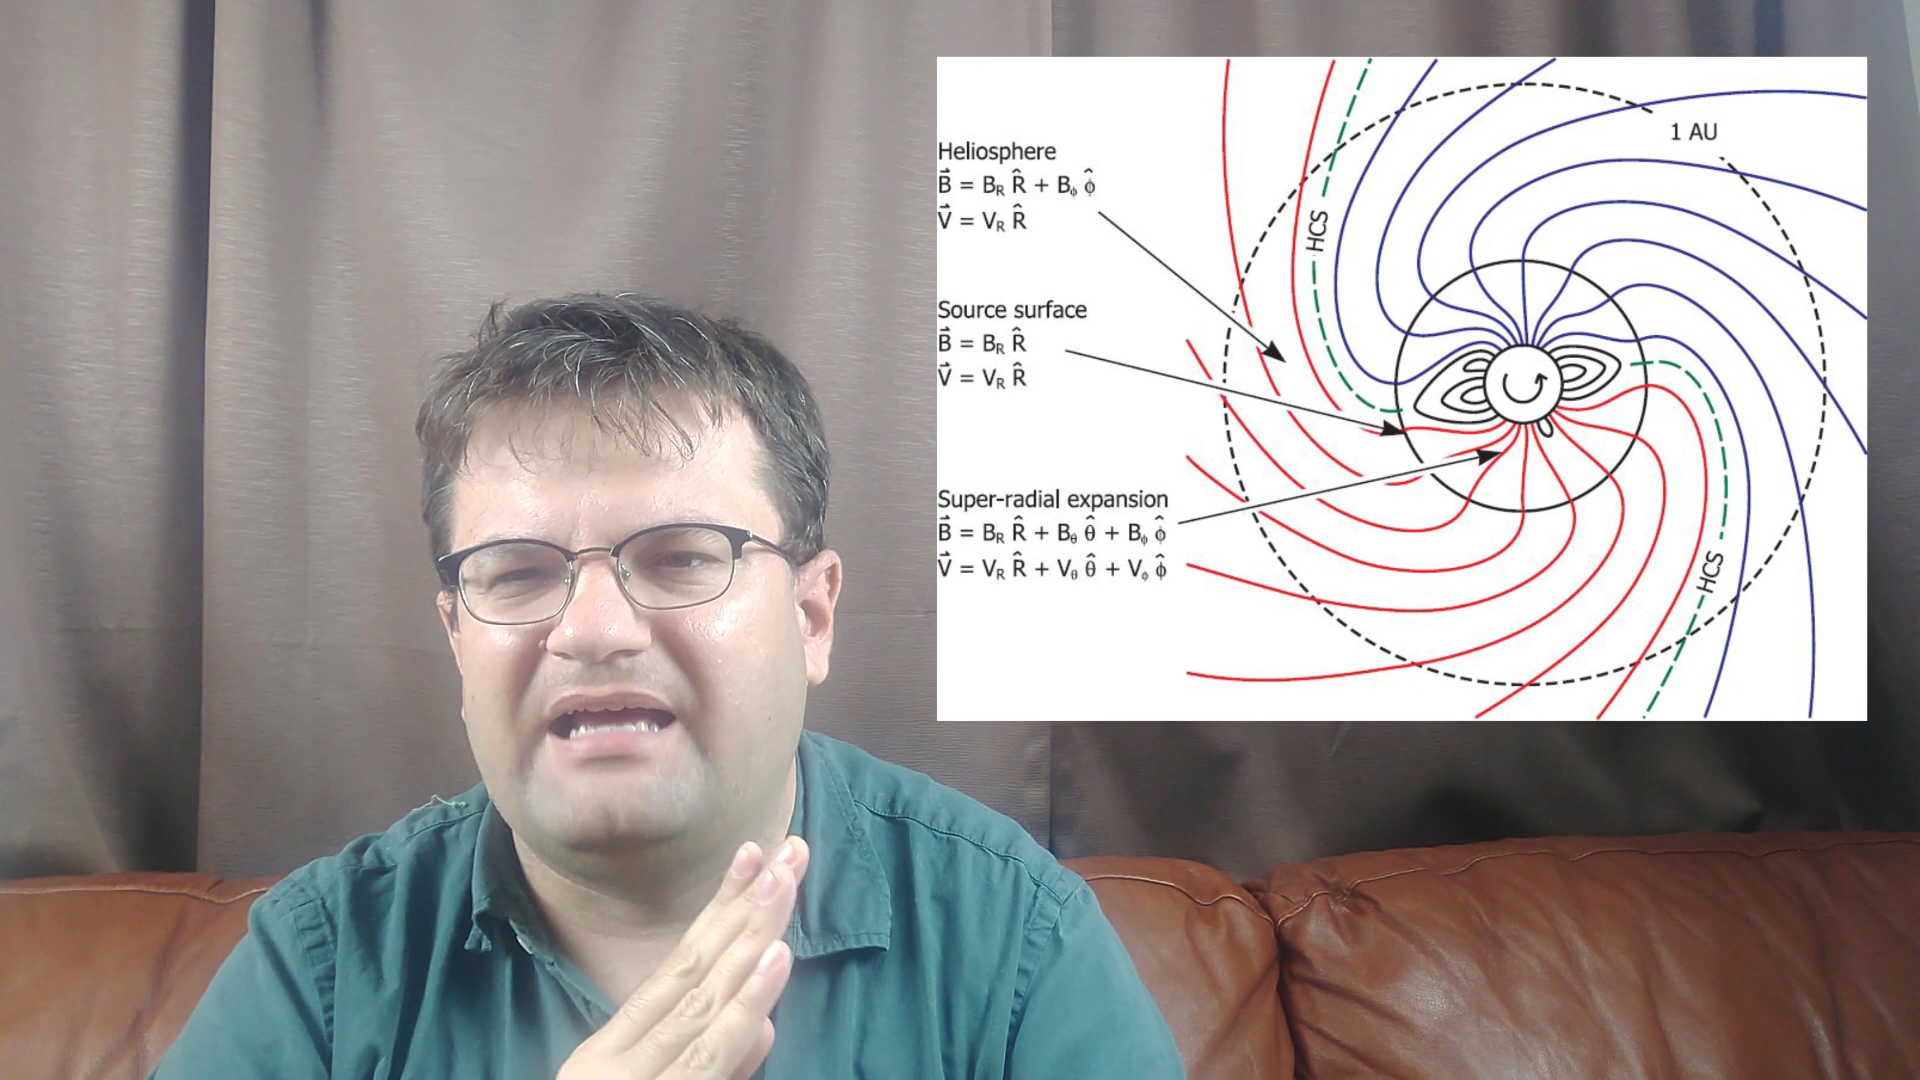 1 AU
Heliosphere
B⃗ = B_R R̂ + B_ϕ ϕ̂
V⃗ = V_R R̂
HCS
Source surface
B⃗ = B_R R̂
V⃗ = V_R R̂
Super-radial expansion
B⃗ = B_R R̂ + B_θ θ̂ + B_ϕ ϕ̂
V⃗ = V_R R̂ + V_θ θ̂ + V_ϕ ϕ̂
HCS